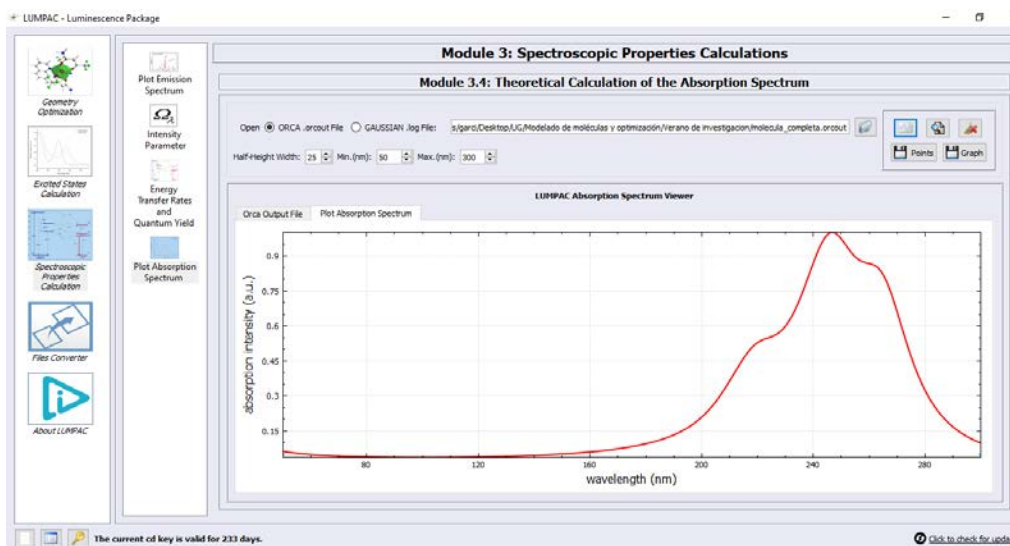 LUMPAC - Luminescence Package
Geometry
Optimization
Excited States
Calculation
Spectroscopic
Properties
Calculation
Files Converter
About LUMPAC
Plot Emission
Spectrum
Intensity
Parameter
Energy
Transfer Rates
and
Quantum Yield
Plot Absorption
Spectrum
Module 3: Spectroscopic Properties Calculations
Module 3.4: Theoretical Calculation of the Absorption Spectrum
Open ORCA .orcout File GAUSSIAN .log File: s/garci/Desktop/UG/Modelado de moléculas y optimización/Verano de investigacion/molecula_completa.orcout
Half-Height Width: 25 Min.(nm): 50 Max.(nm): 300
Points Graph
LUMPAC Absorption Spectrum Viewer
Orca Output File Plot Absorption Spectrum
absorption intensity (a.u.)
0.9
0.75
0.6
0.45
0.3
0.15
80 120 160 200 240 280
wavelength (nm)
The current cd key is valid for 233 days.
Click to check for upda